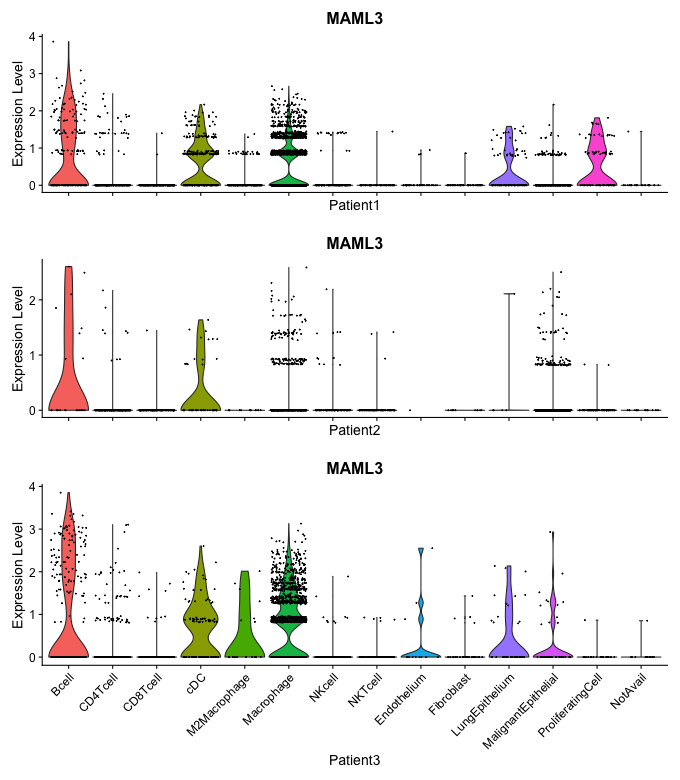 MAML3
Expression Level
4
3
2
1
0
Patient1
MAML3
Expression Level
2
1
0
Patient2
MAML3
Expression Level
4
3
2
1
0
Bcell
CD4Tcell
CD8Tcell
cDC
M2Macrophage
Macrophage
NKcell
NKTcell
Endothelium
Fibroblast
LungEpithelium
MalignantEpithelial
ProliferatingCell
NotAvail
Patient3